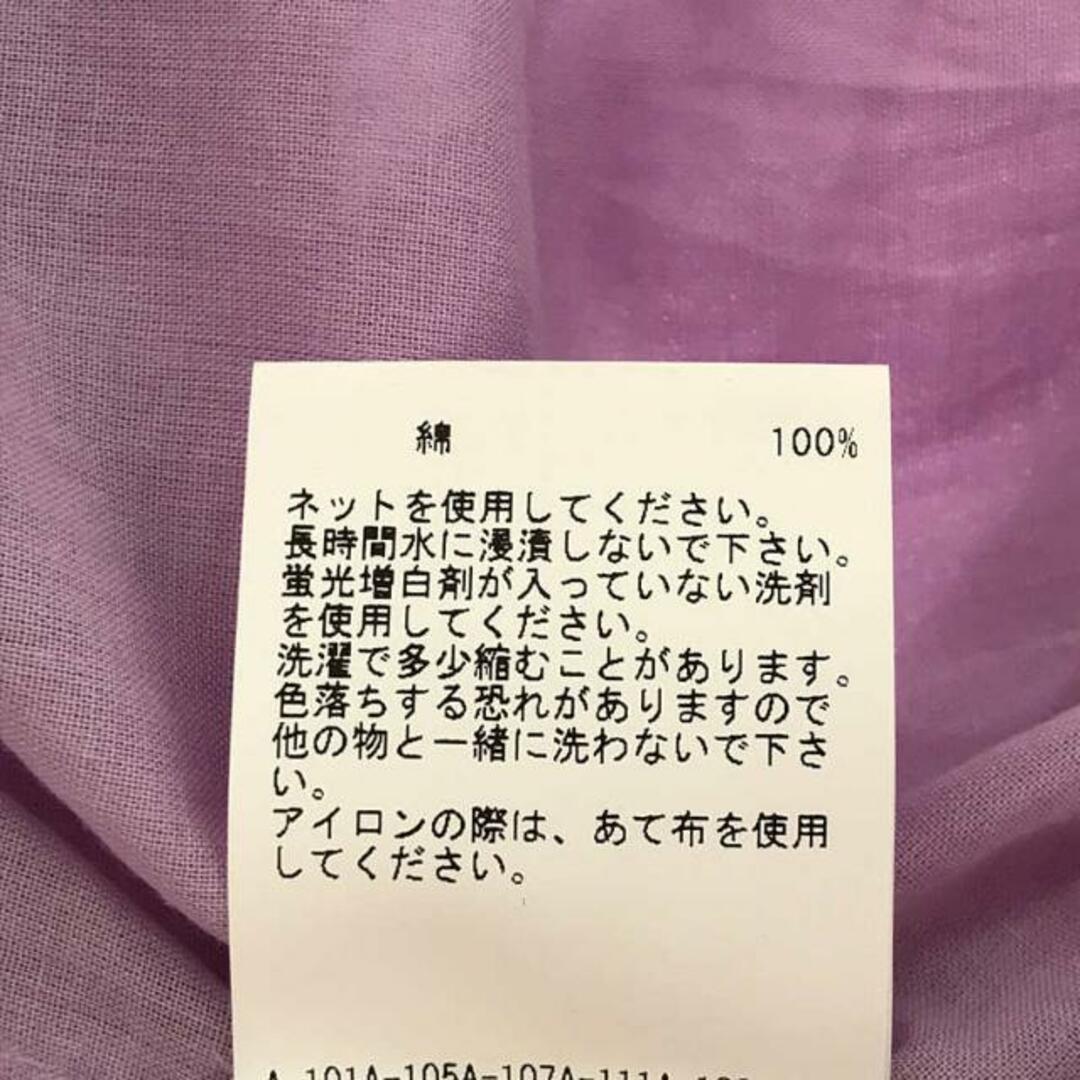 綿 100%
ネットを使用してください。
長時間水に浸漬しないで下さい。
蛍光増白剤が入っていない洗剤
を使用してください。
洗濯で多少縮むことがあります。
色落ちする恐れがありますので
他の物と一緒に洗わないで下さ
い。
アイロンの際は、あて布を使用
してください。
A 101A-105A-107A-111A